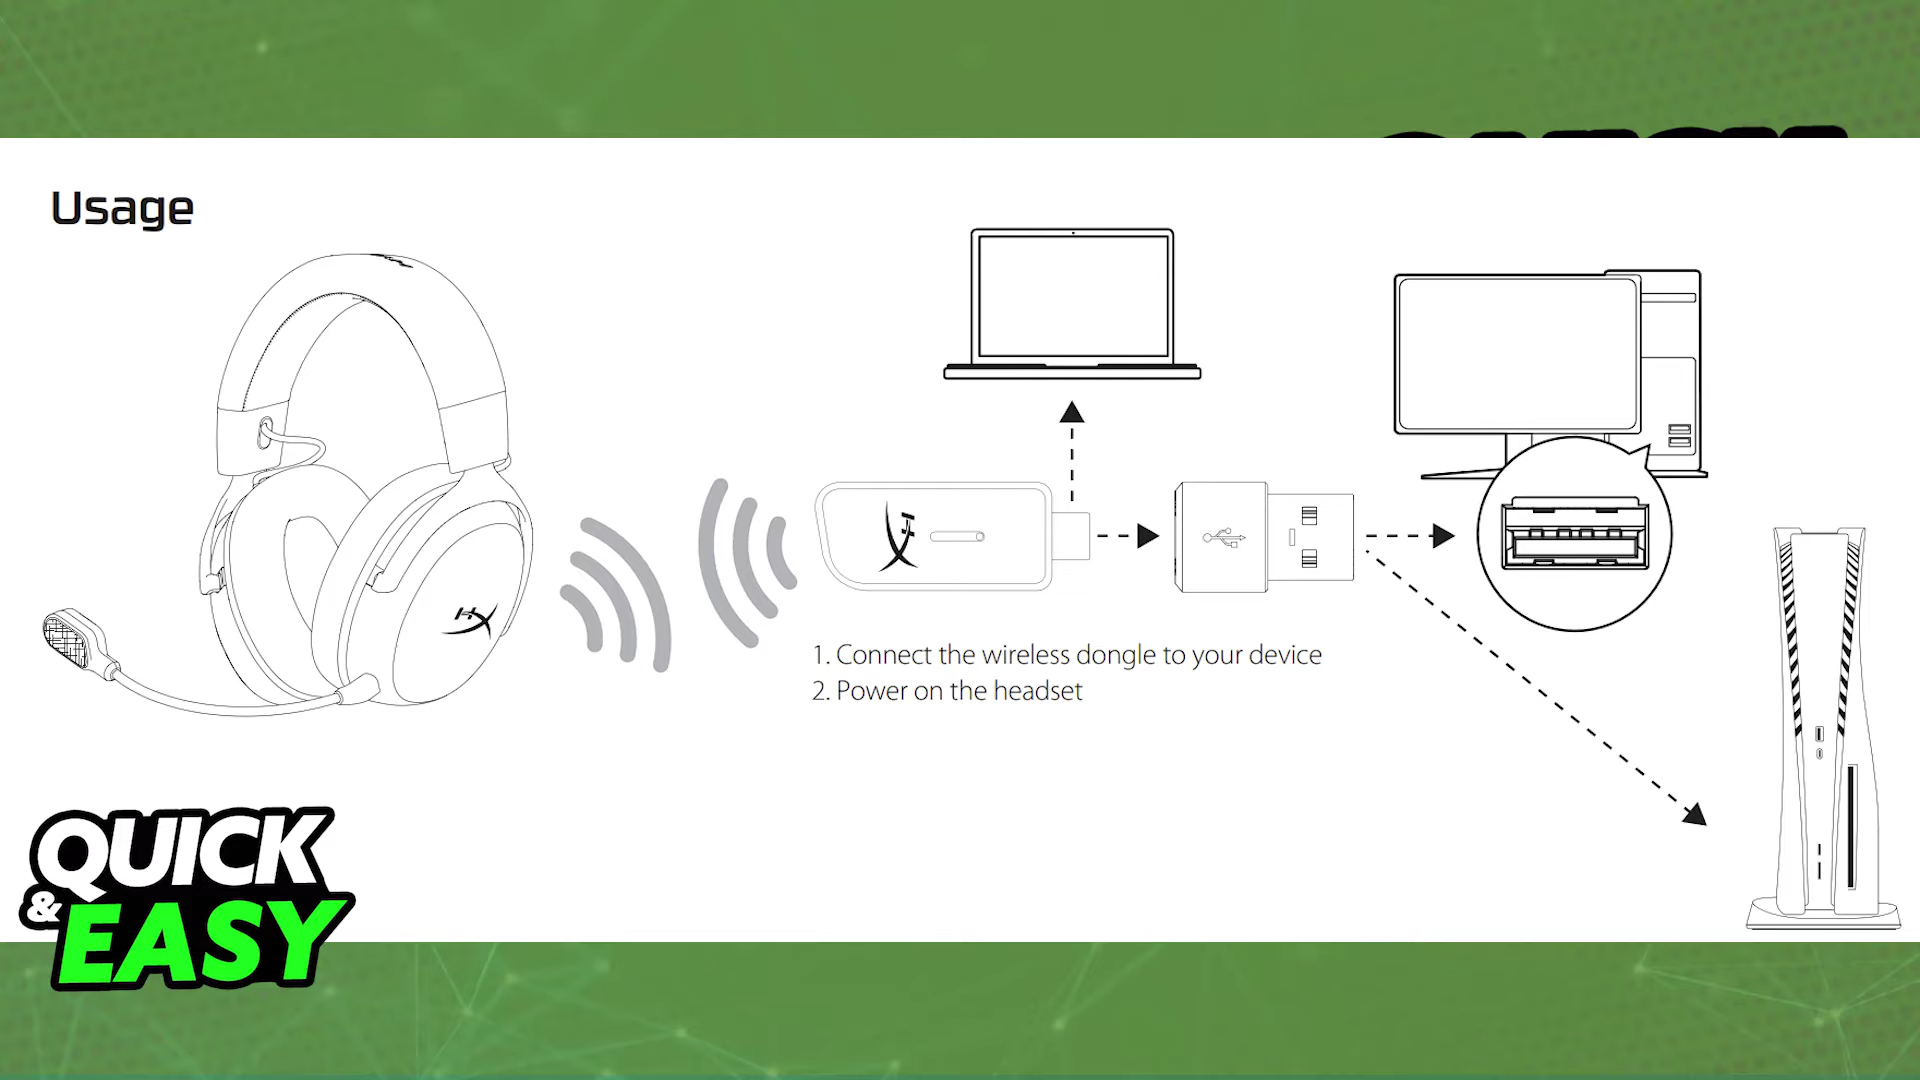 Usage
1. Connect the wireless dongle to your device
2. Power on the headset
QUICK
& EASY